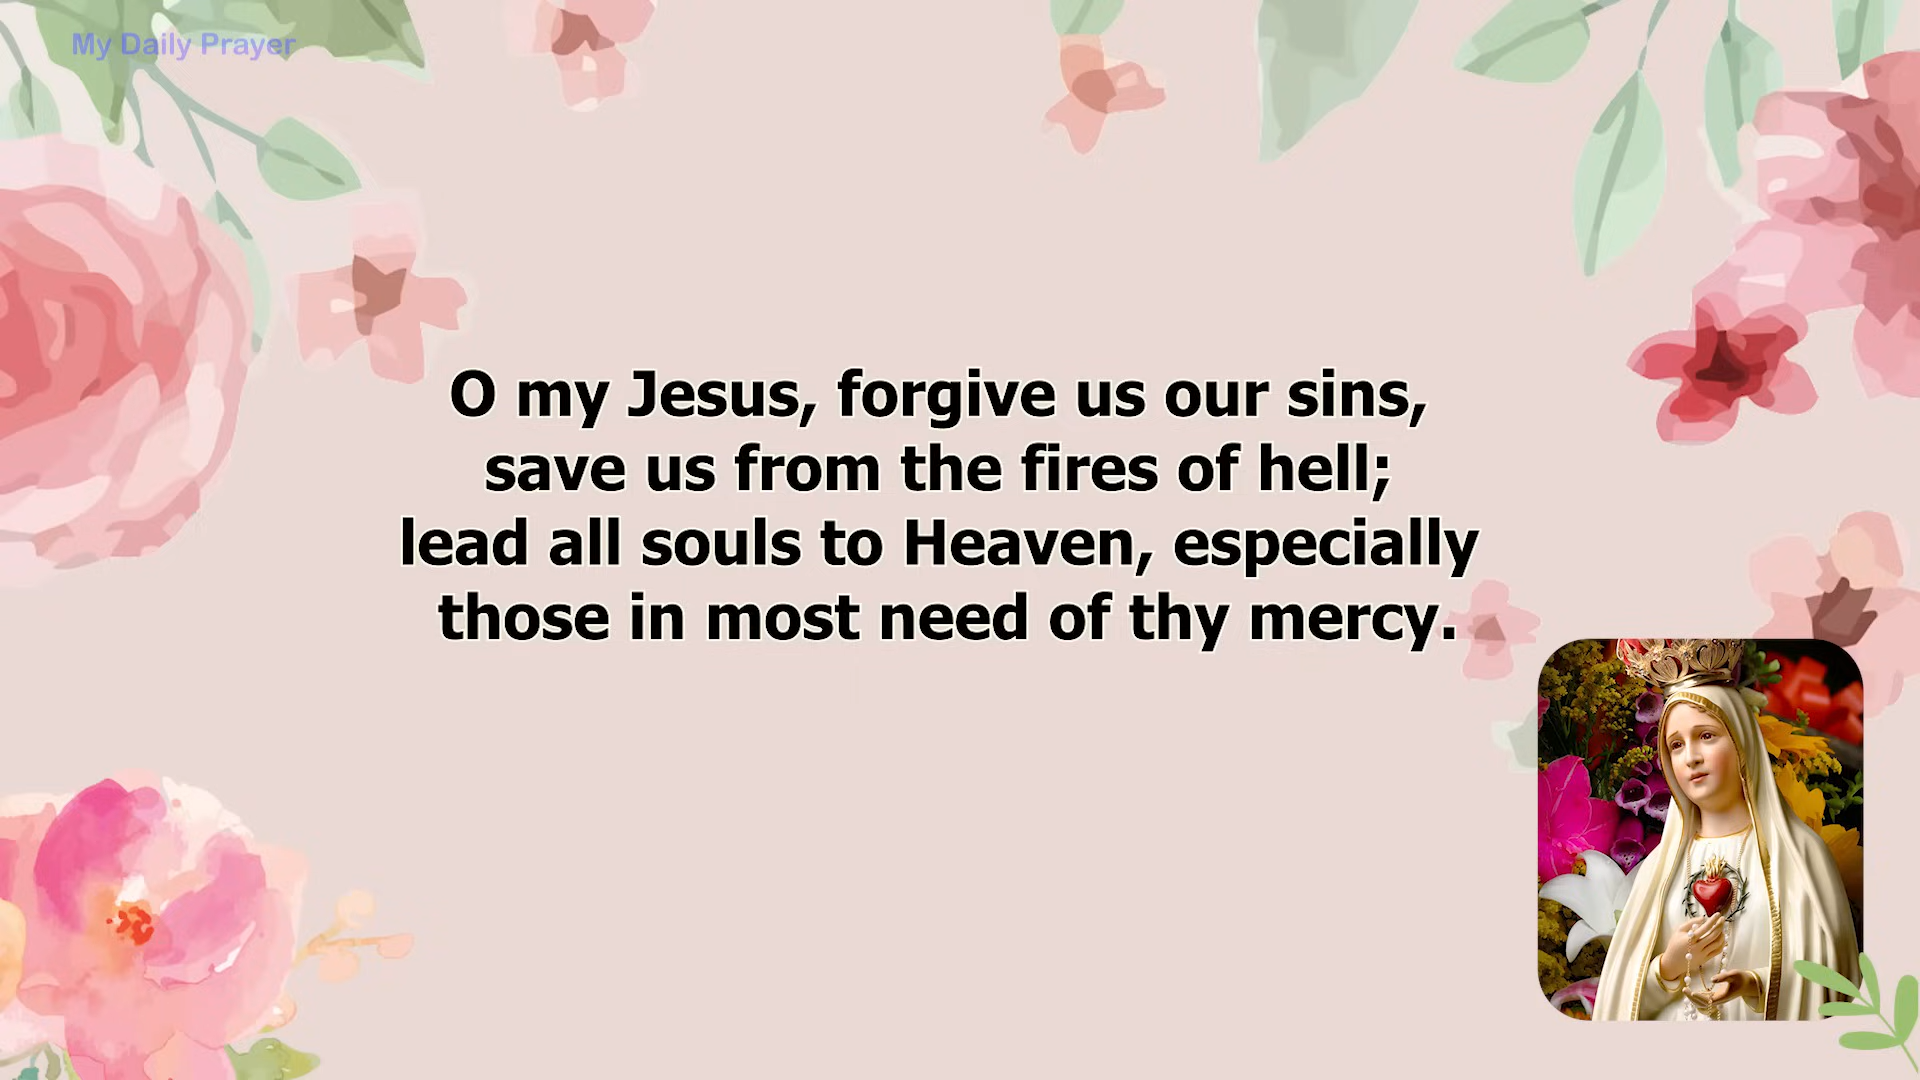 My Daily Prayer
O my Jesus, forgive us our sins,
save us from the fires of hell;
lead all souls to Heaven, especially
those in most need of thy mercy.